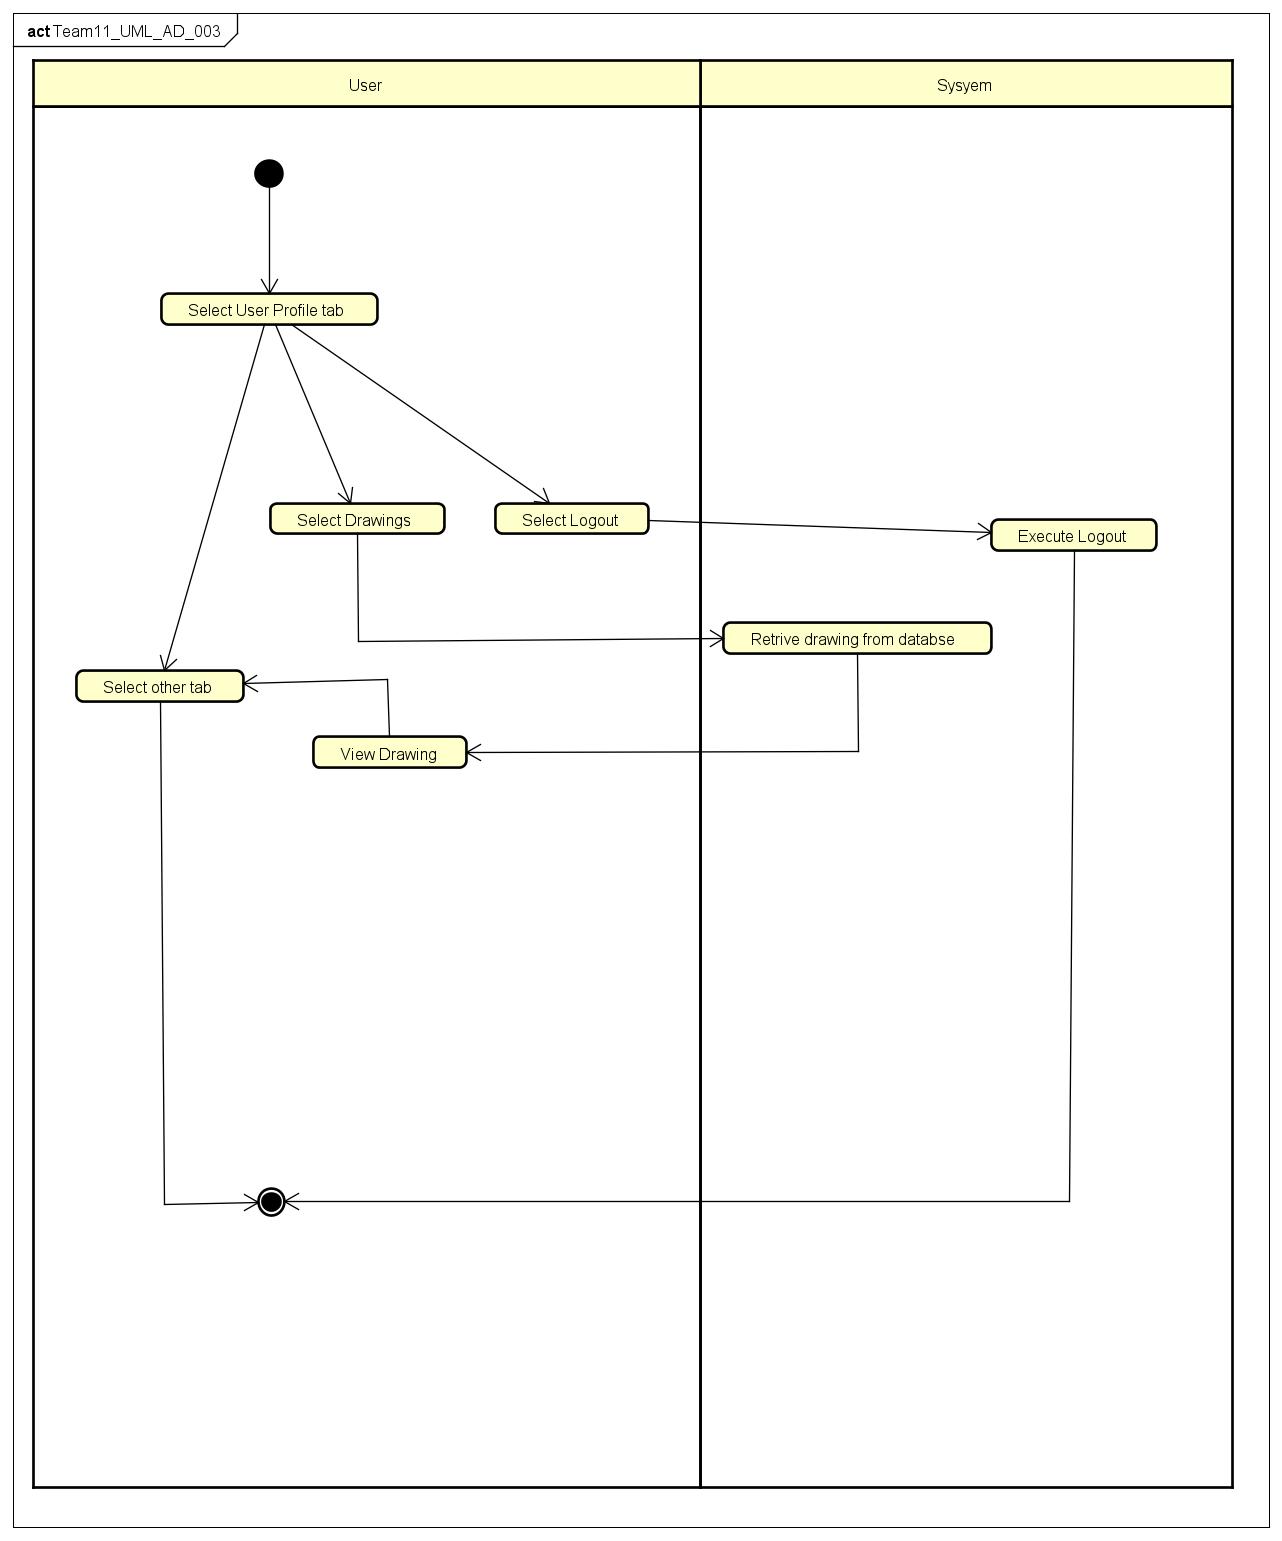 act Team11_UML_AD_003
User
Sysyem
Select User Profile tab
Select Drawings
Select Logout
Execute Logout
Retrive drawing from databse
Select other tab
View Drawing